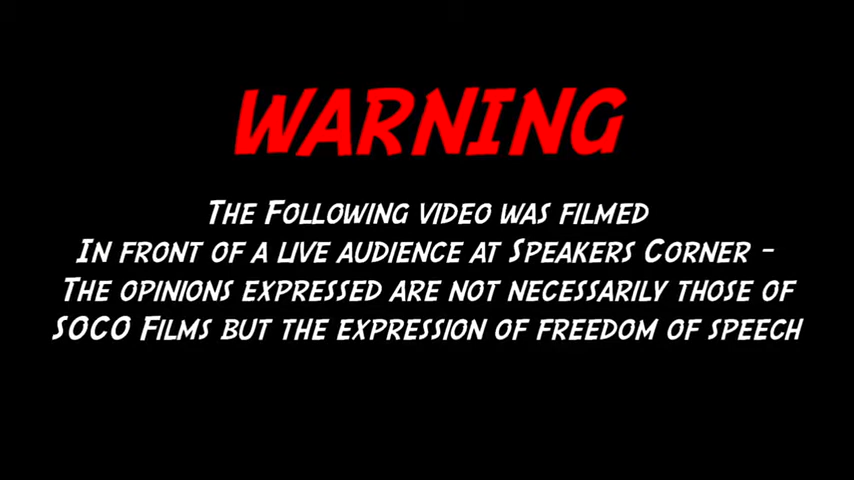 WARNING
THE FOLLOWING VIDEO WAS FILMED
IN FRONT OF A LIVE AUDIENCE AT SPEAKERS CORNER -
THE OPINIONS EXPRESSED ARE NOT NECESSARILY THOSE OF
SOCO FILMS BUT THE EXPRESSION OF FREEDOM OF SPEECH